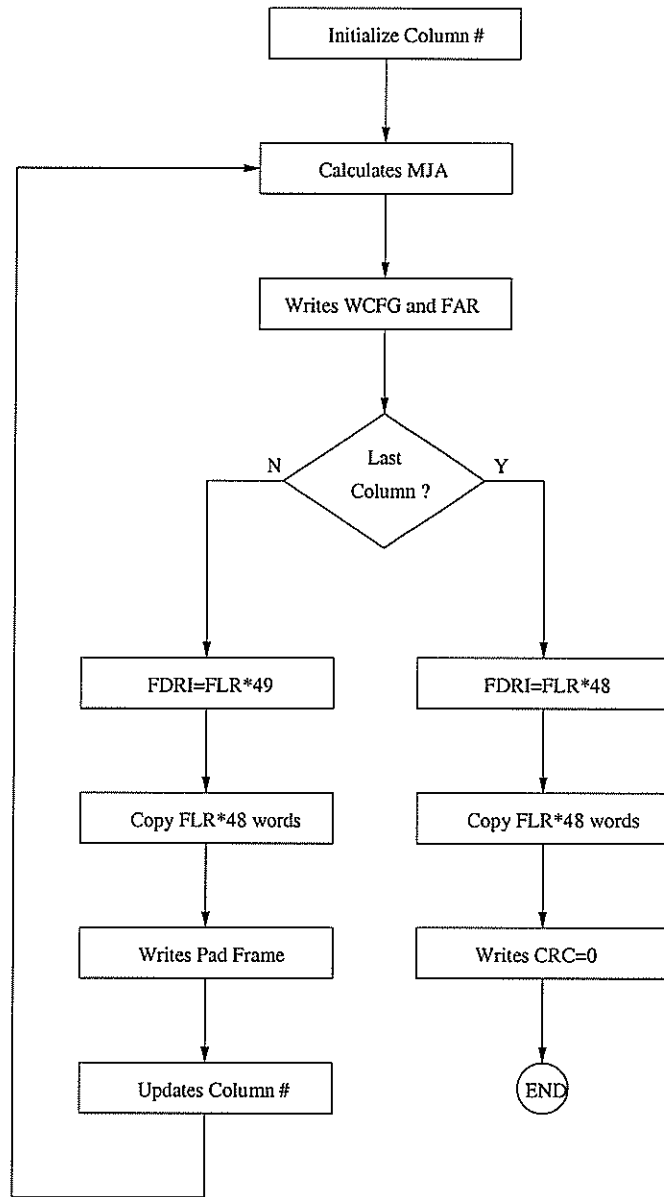 Initialize Column #
Calculates MJA
Writes WCFG and FAR
N
Last
Y
Column ?
FDRI=FLR*49
FDRI=FLR*48
Copy FLR*48 words
Copy FLR*48 words
Writes Pad Frame
Writes CRC=0
Updates Column #
END